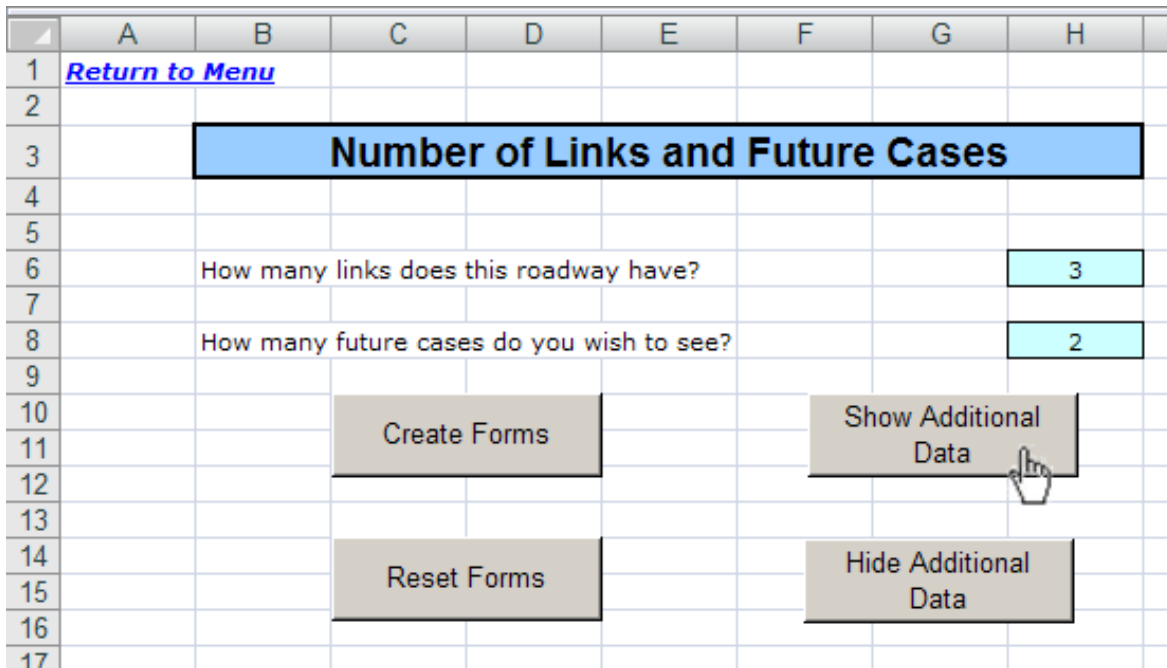 A B C D E F G H
1 Return to Menu
2
3 Number of Links and Future Cases
4
5
6 How many links does this roadway have? 3
7
8 How many future cases do you wish to see? 2
9
10 Show Additional
Create Forms
11 Data
12
13
14 Hide Additional
Reset Forms
15 Data
16
17